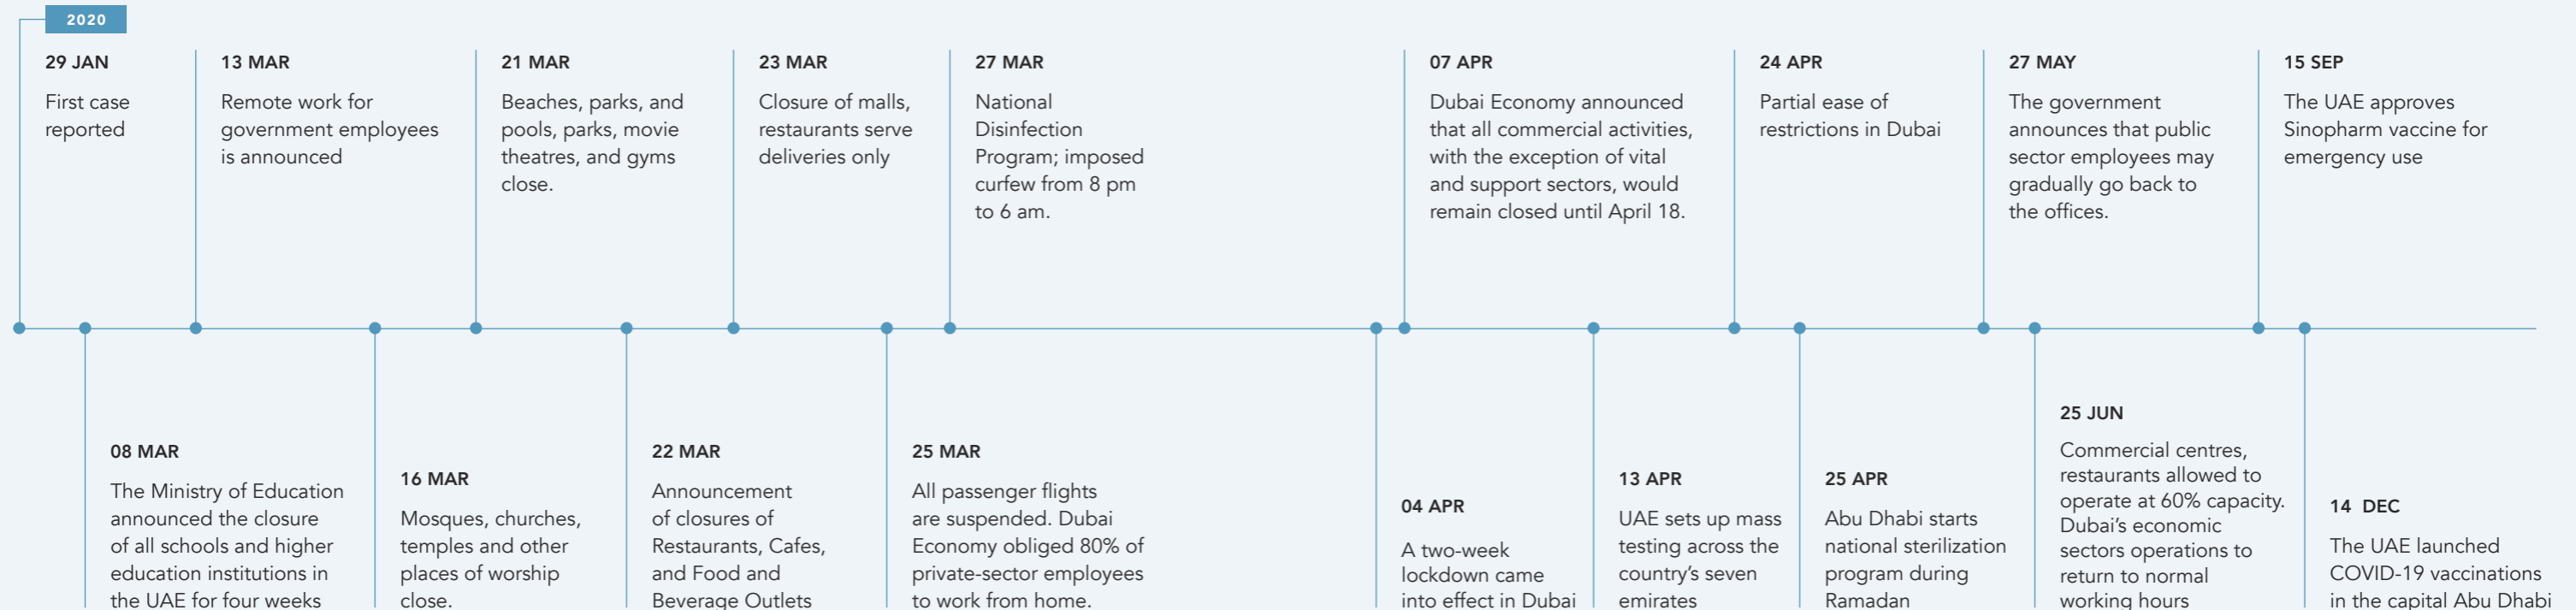 2020
29 JAN
First case
reported
13 MAR
Remote work for
government employees
is announced
21 MAR
Beaches, parks, and
pools, parks, movie
theatres, and gyms
close.
23 MAR
Closure of malls,
restaurants serve
deliveries only
27 MAR
National
Disinfection
Program; imposed
curfew from 8 pm
to 6 am.
07 APR
Dubai Economy announced
that all commercial activities,
with the exception of vital
and support sectors, would
remain closed until April 18.
24 APR
Partial ease of
restrictions in Dubai
27 MAY
The government
announces that public
sector employees may
gradually go back to
the offices.
15 SEP
The UAE approves
Sinopharm vaccine for
emergency use
08 MAR
The Ministry of Education
announced the closure
of all schools and higher
education institutions in
the UAE for four weeks
16 MAR
Mosques, churches,
temples and other
places of worship
close.
22 MAR
Announcement
of closures of
Restaurants, Cafes,
and Food and
Beverage Outlets
25 MAR
All passenger flights
are suspended. Dubai
Economy obliged 80% of
private-sector employees
to work from home.
04 APR
A two-week
lockdown came
into effect in Dubai
13 APR
UAE sets up mass
testing across the
country's seven
emirates
25 APR
Abu Dhabi starts
national sterilization
program during
Ramadan
25 JUN
Commercial centres,
restaurants allowed to
operate at 60% capacity.
Dubai's economic
sectors operations to
return to normal
working hours
14 DEC
The UAE launched
COVID-19 vaccinations
in the capital Abu Dhabi